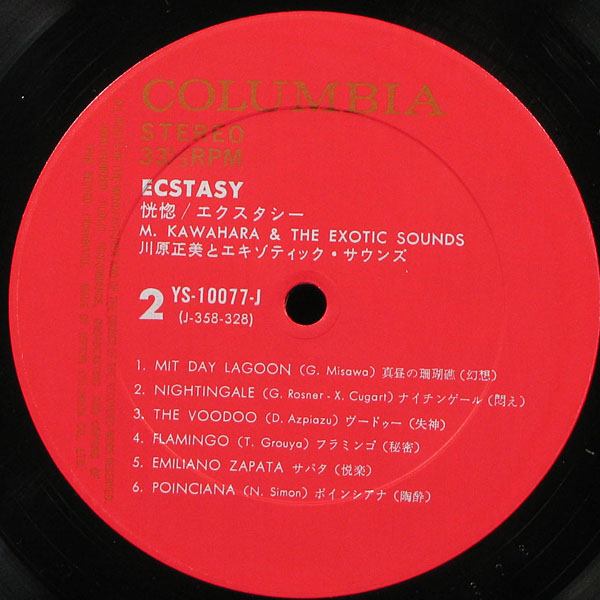 COLUMBIA
STEREO
33⅓RPM
ECSTASY
恍惚/エクスタシー
M. KAWAHARA & THE EXOTIC SOUNDS
川原正美とエキゾティック・サウンズ
2 YS-10077-J
(J-358-328)
1. MIT DAY LAGOON (G. Misawa) 真昼の珊瑚礁(幻想)
2. NIGHTINGALE (G. Rosner - X. Cugart) ナイチンゲール(悶え)
3. THE VOODOO (D. Azpiazu) ヴードゥー(失神)
4. FLAMINGO (T. Grouya) フラミンゴ(秘密)
5. EMILIANO ZAPATA サパタ(悦楽)
6. POINCIANA (N. Simon) ポインシアナ(陶酔)